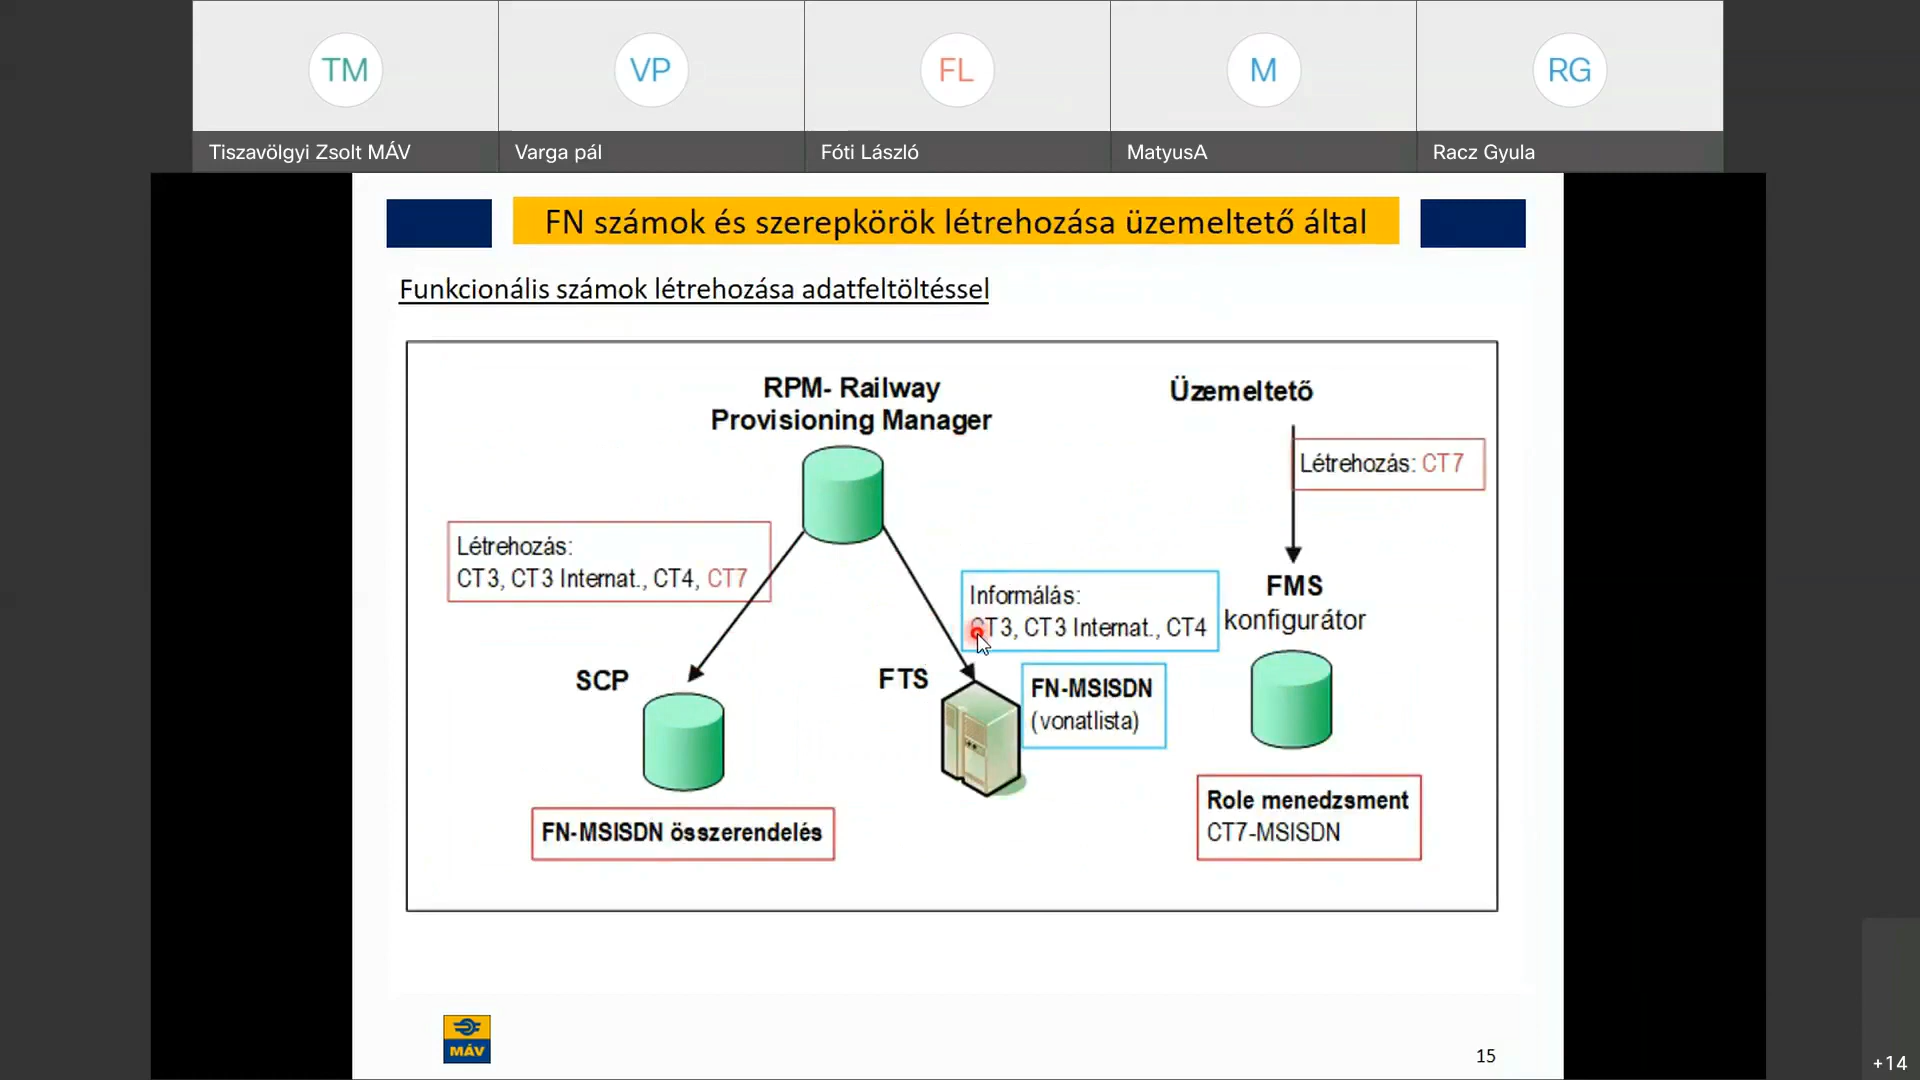 TM
VP
FL
M
RG
Tiszavölgyi Zsolt MÁV
Varga pál
Fóti László
MatyusA
Racz Gyula
FN számok és szerepkörök létrehozása üzemeltető által
Funkcionális számok létrehozása adatfeltöltéssel
RPM- Railway
Provisioning Manager
Üzemeltető
Létrehozás: CT7
Létrehozás:
CT3, CT3 Internat., CT4, CT7
Informálás:
CT3, CT3 Internat., CT4
FMS
konfigurátor
SCP
FTS
FN-MSISDN
(vonatlista)
FN-MSISDN összerendelés
Role menedzsment
CT7-MSISDN
MÁV
15
+14